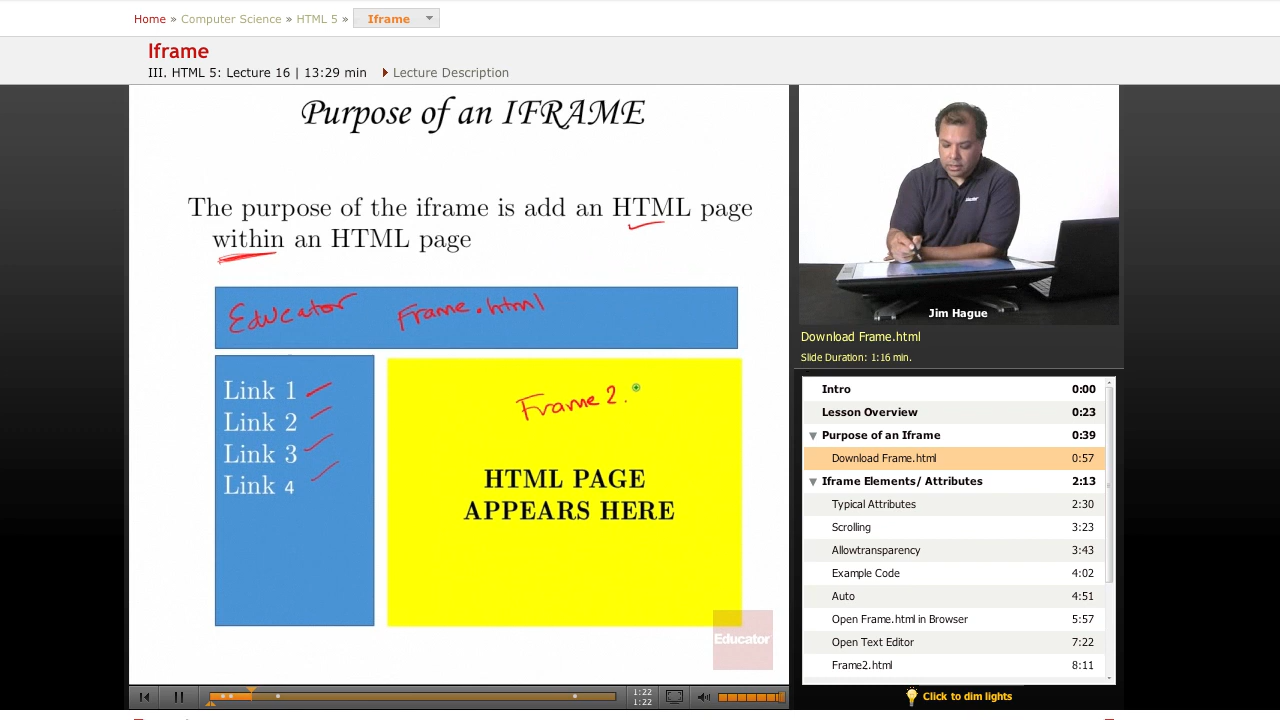 Home » Computer Science » HTML 5 » Iframe
Iframe
III. HTML 5: Lecture 16 | 13:29 min Lecture Description
Purpose of an IFRAME
The purpose of the iframe is add an HTML page
within an HTML page
Educator Frame.html
Link 1
Link 2
Link 3
Link 4
Frame 2.
HTML PAGE
APPEARS HERE
Educator
1:22
1:22
Jim Hague
Download Frame.html
Slide Duration: 1:16 min.
Intro 0:00
Lesson Overview 0:23
Purpose of an Iframe 0:39
Download Frame.html 0:57
Iframe Elements/ Attributes 2:13
Typical Attributes 2:30
Scrolling 3:23
Allowtransparency 3:43
Example Code 4:02
Auto 4:51
Open Frame.html in Browser 5:57
Open Text Editor 7:22
Frame2.html 8:11
Click to dim lights